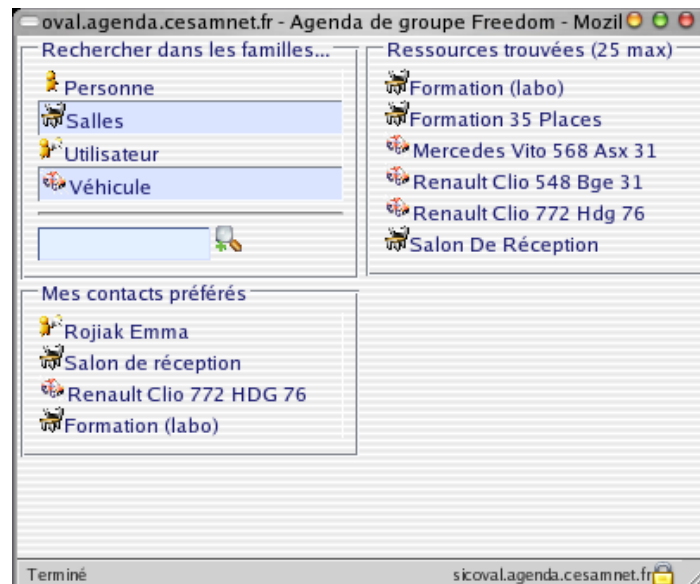 oval.agenda.cesamnet.fr - Agenda de groupe Freedom - Mozil
Rechercher dans les familles...
Personne
Salles
Utilisateur
Véhicule
Ressources trouvées (25 max)
Formation (labo)
Formation 35 Places
Mercedes Vito 568 Asx 31
Renault Clio 548 Bge 31
Renault Clio 772 Hdg 76
Salon De Réception
Mes contacts préférés
Rojiak Emma
Salon de réception
Renault Clio 772 HDG 76
Formation (labo)
Terminé
sicoval.agenda.cesamnet.fr